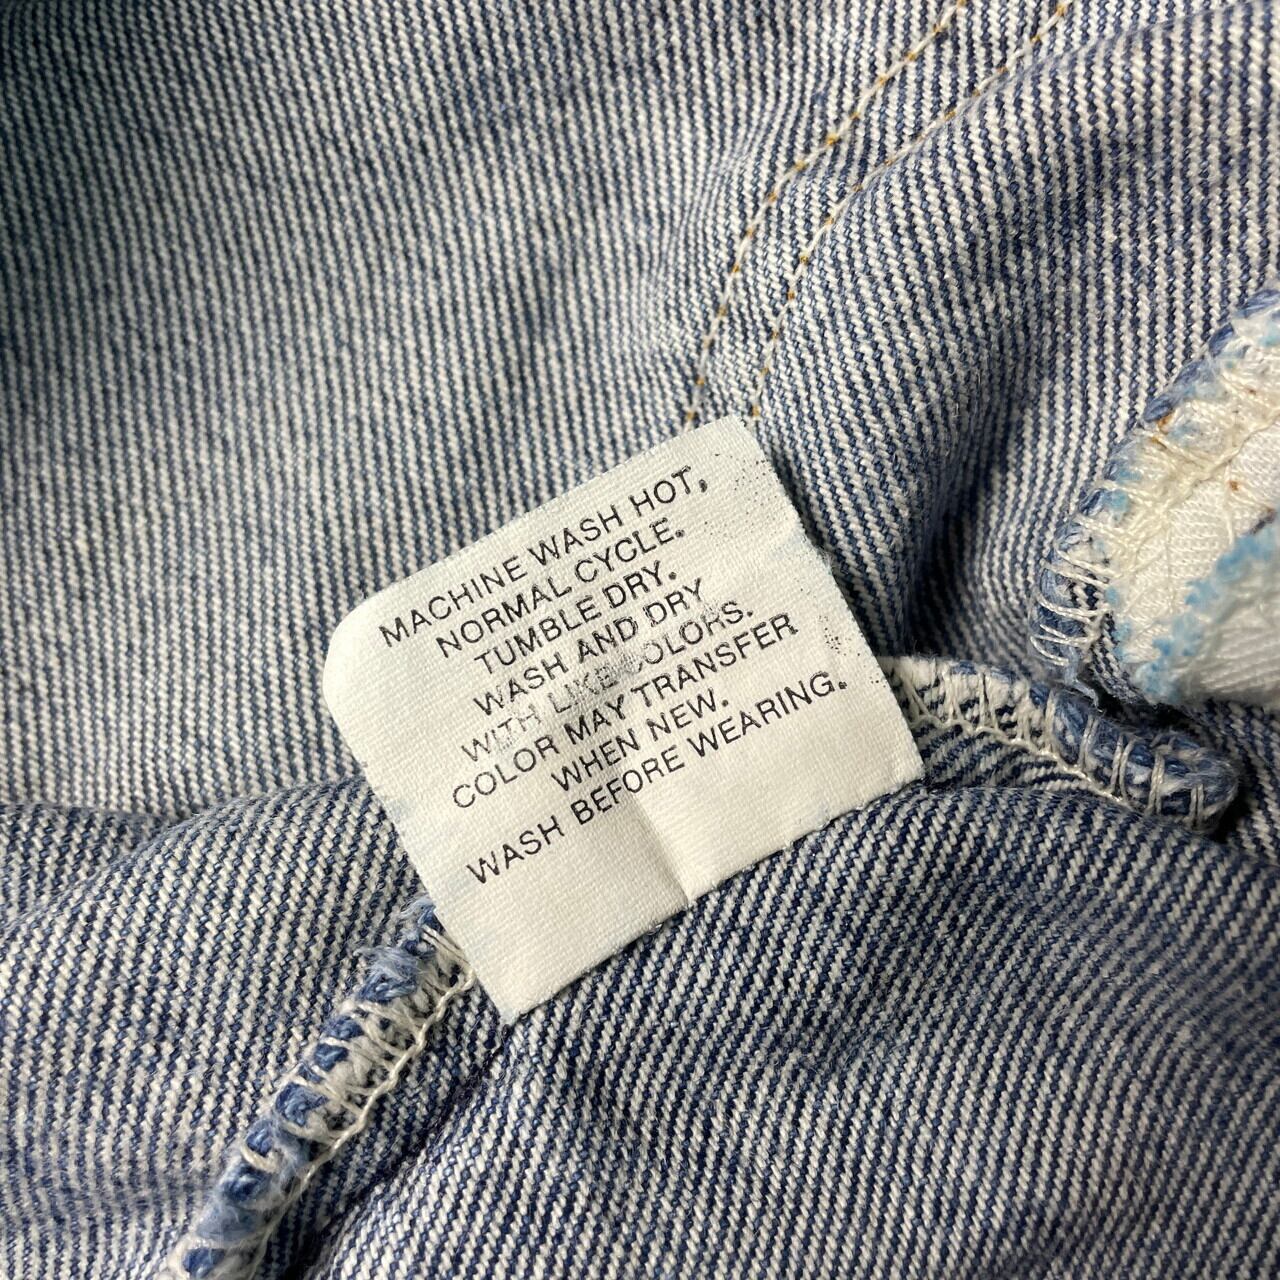 MACHINE WASH HOT,
NORMAL CYCLE.
TUMBLE DRY.
WASH AND DRY
WITH LIKE COLORS.
COLOR MAY TRANSFER
WHEN NEW.
WASH BEFORE WEARING.